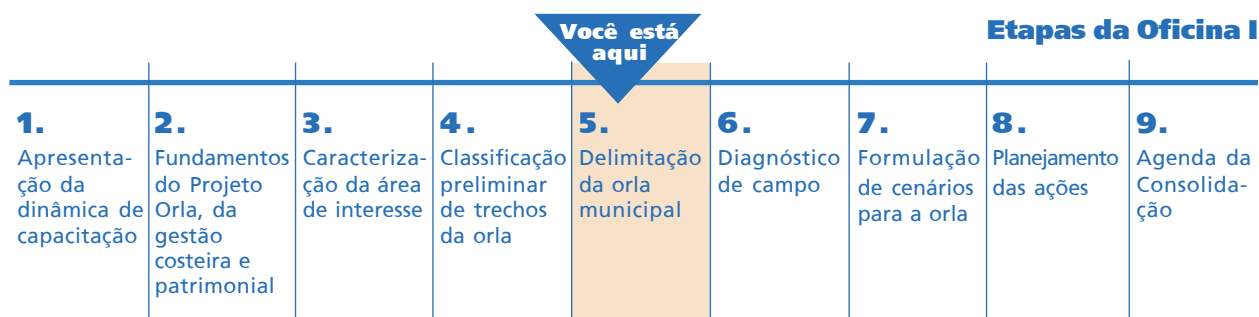 Você está
aqui
Etapas da Oficina I
1.
Apresenta-
ção da
dinâmica de
capacitação
2.
Fundamentos
do Projeto
Orla, da
gestão
costeira e
patrimonial
3.
Caracteriza-
ção da área
de interesse
4.
Classificação
preliminar
de trechos
da orla
5.
Delimitação
da orla
municipal
6.
Diagnóstico
de campo
7.
Formulação
de cenários
para a orla
8.
Planejamento
das ações
9.
Agenda da
Consolida-
ção